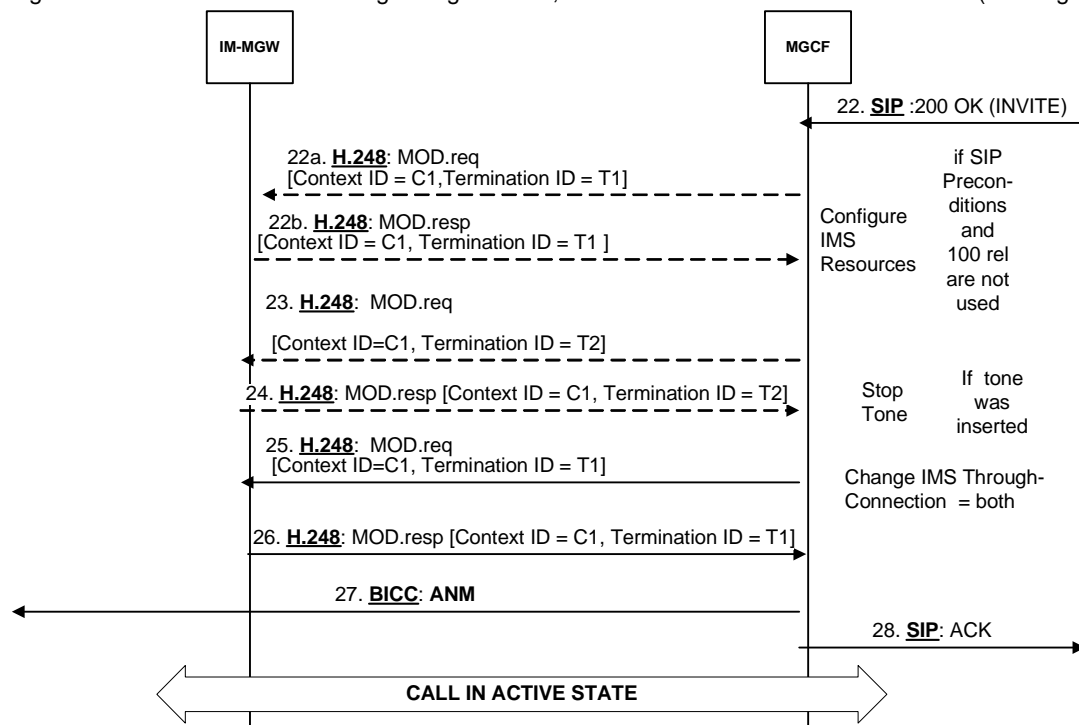 IM-MGW
MGCF
22. SIP :200 OK (INVITE)
22a. H.248: MOD.req
[Context ID = C1,Termination ID = T1]
22b. H.248: MOD.resp
[Context ID = C1, Termination ID = T1 ]
Configure
IMS
Resources
if SIP
Precon-
ditions
and
100 rel
are not
used
23. H.248: MOD.req
[Context ID=C1, Termination ID = T2]
24. H.248: MOD.resp [Context ID = C1, Termination ID = T2]
Stop
Tone
If tone
was
inserted
25. H.248: MOD.req
[Context ID=C1, Termination ID = T1]
Change IMS Through-
Connection = both
26. H.248: MOD.resp [Context ID = C1, Termination ID = T1]
27. BICC: ANM
28. SIP: ACK
CALL IN ACTIVE STATE